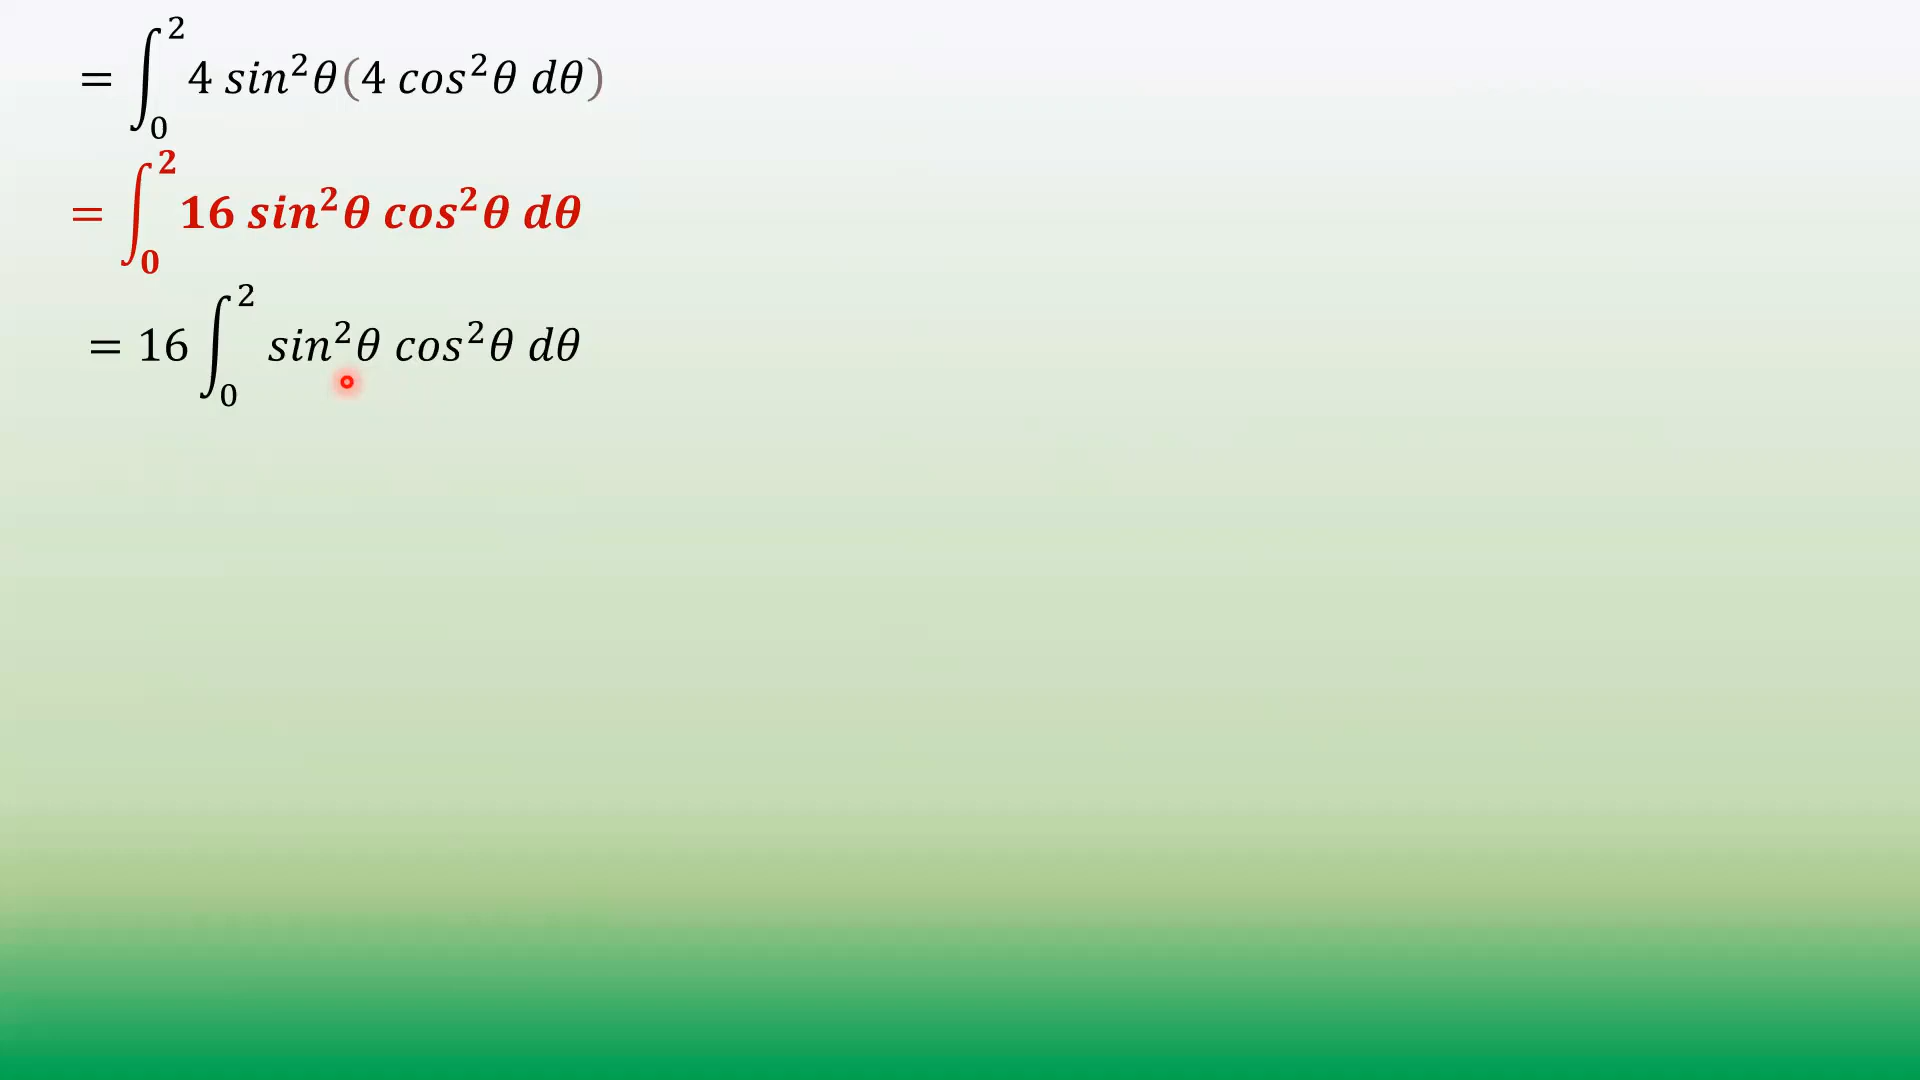 = ∫₀² 4 sin²θ(4 cos²θ dθ)
= ∫₀² 16 sin²θ cos²θ dθ
= 16 ∫₀² sin²θ cos²θ dθ